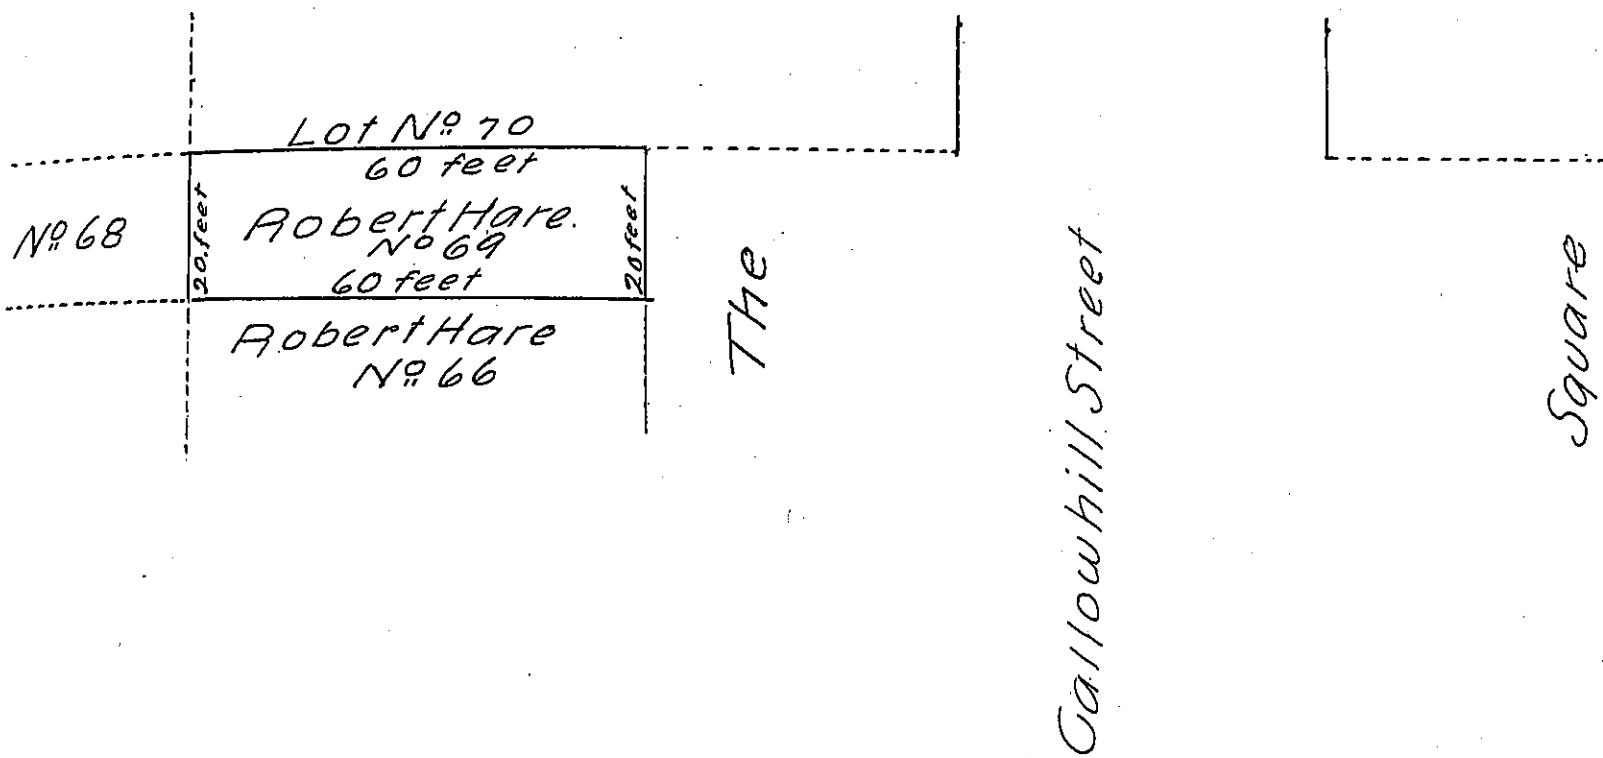 Lot Nº 70
60 feet
Nº 68
20 feet
Robert Hare.
Nº 69
20 feet
60 feet
Robert Hare
Nº 66
The
Callowhill Street
Square